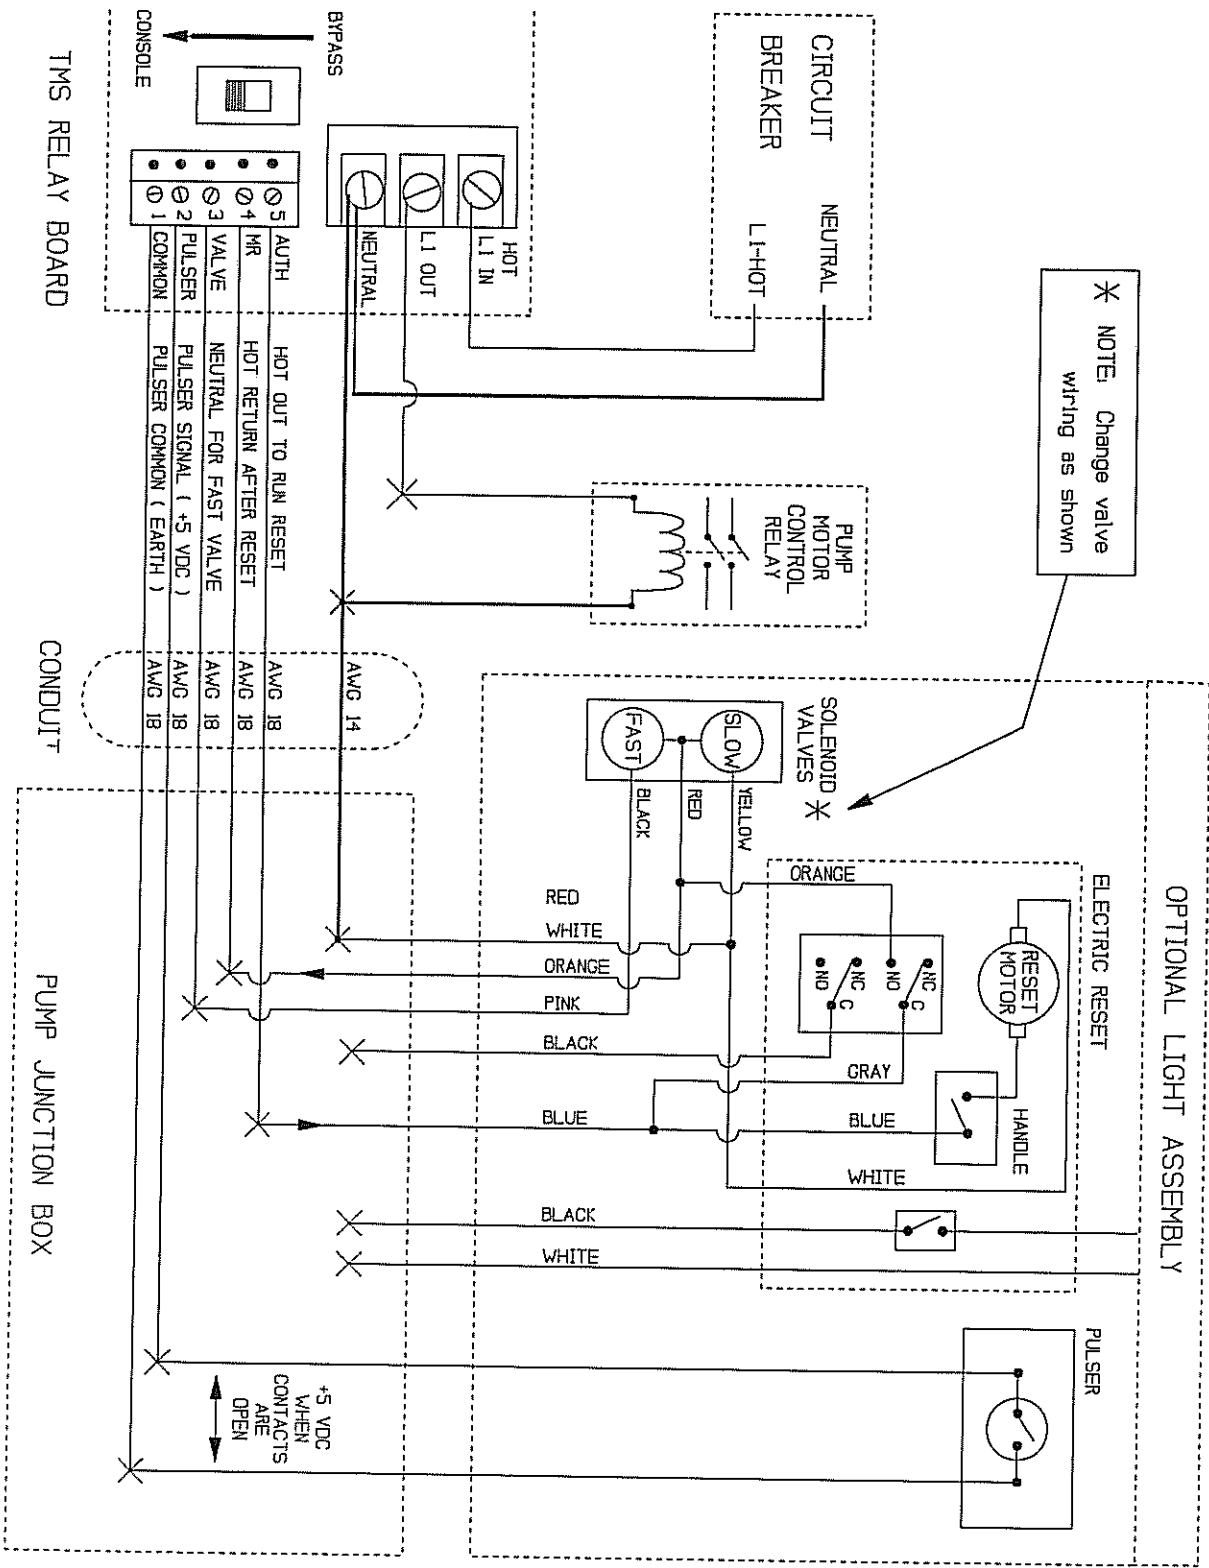 * NOTE: Change valve
wiring as shown
CIRCUIT
BREAKER
NEUTRAL
L1-HOT
BYPASS
CONSOLE
HOT
L1 IN
L1 OUT
NEUTRAL
5 AUTH
4 MR
3 VALVE
2 PULSER
1 COMMON
TMS RELAY BOARD
HOT OUT TO RUN RESET
HOT RETURN AFTER RESET
NEUTRAL FOR FAST VALVE
PULSER SIGNAL ( +5 VDC )
PULSER COMMON ( EARTH )
PUMP
MOTOR
CONTROL
RELAY
AWG 14
AWG 18
AWG 18
AWG 18
AWG 18
AWG 18
CONDUIT
OPTIONAL LIGHT ASSEMBLY
SOLENOID
VALVES *
SLOW
FAST
YELLOW
RED
BLACK
ELECTRIC RESET
RESET
MOTOR
HANDLE
ORANGE
NC
C
NO
NC
C
NO
GRAY
BLUE
WHITE
RED
WHITE
ORANGE
PINK
BLACK
BLUE
BLACK
WHITE
PULSER
+5 VDC
WHEN
CONTACTS
ARE
OPEN
PUMP JUNCTION BOX